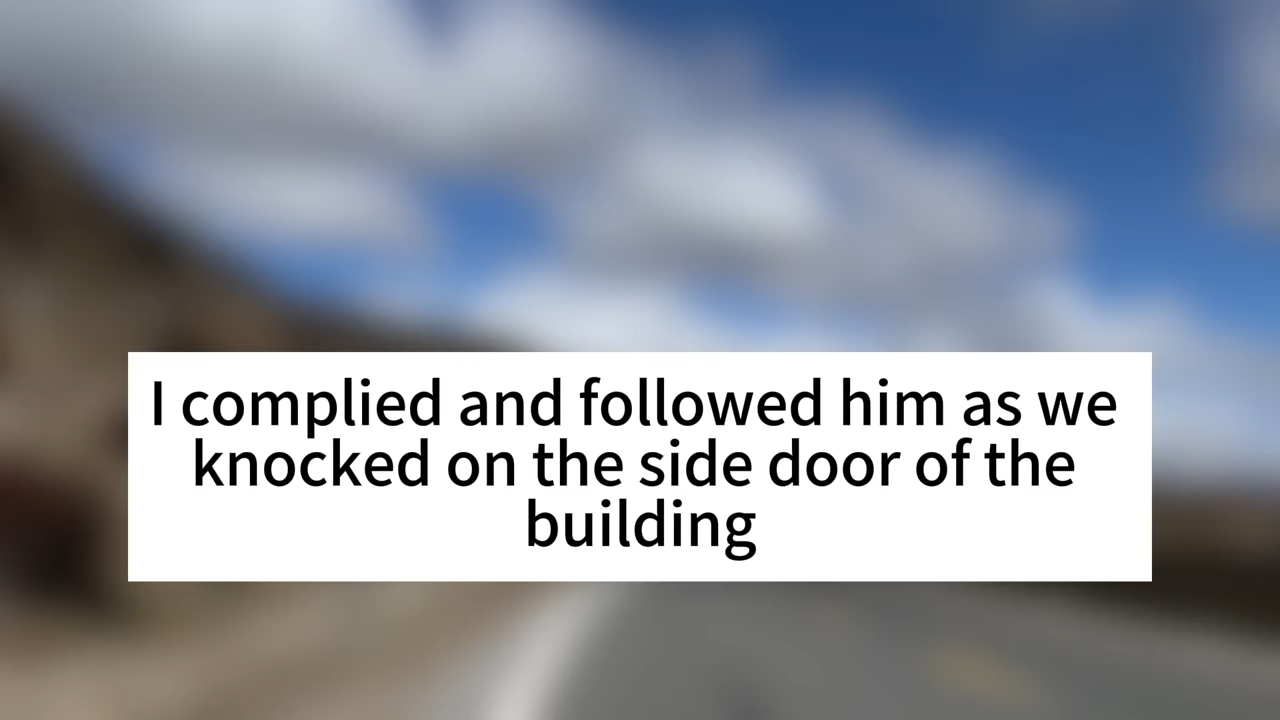 I complied and followed him as we
knocked on the side door of the
building